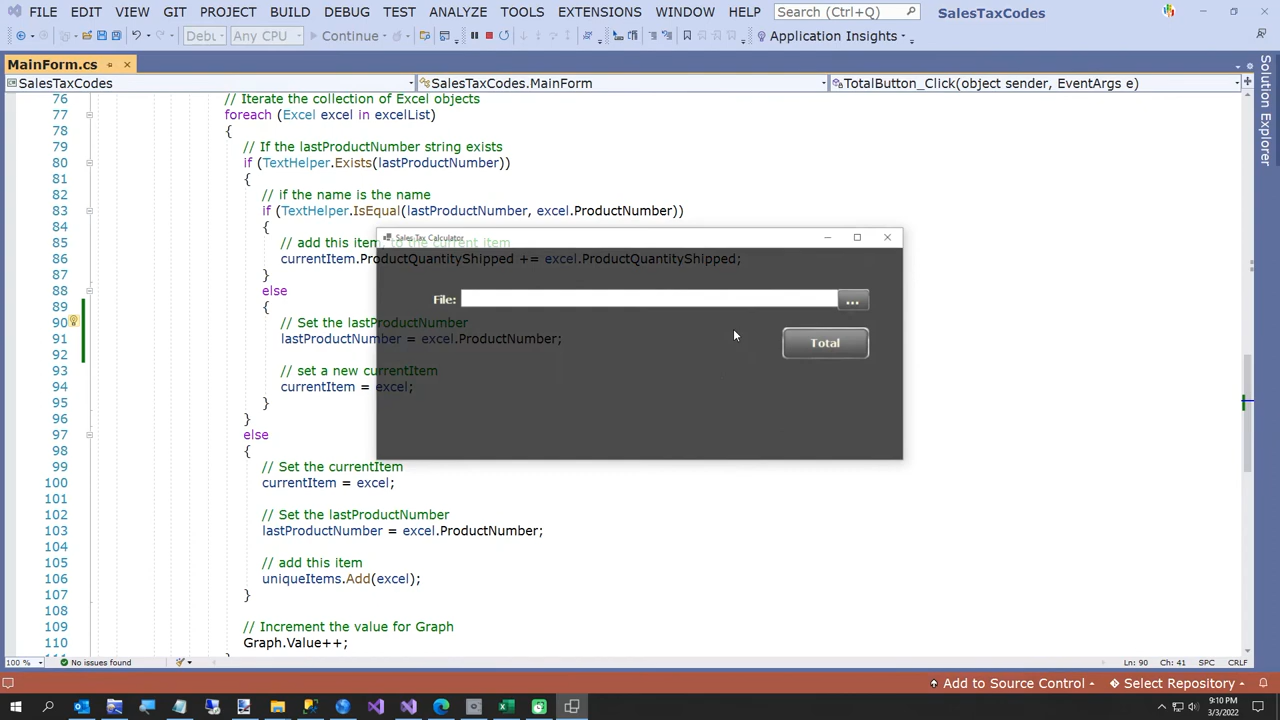 FILE EDIT VIEW GIT PROJECT BUILD DEBUG TEST ANALYZE TOOLS EXTENSIONS WINDOW HELP Search (Ctrl+Q) SalesTaxCodes
Debu Any CPU Continue Application Insights
MainForm.cs
SalesTaxCodes SalesTaxCodes.MainForm TotalButton_Click(object sender, EventArgs e)
Solution Explorer
76 // Iterate the collection of Excel objects
77 foreach (Excel excel in excelList)
78 {
79 // If the lastProductNumber string exists
80 if (TextHelper.Exists(lastProductNumber))
81 {
82 // if the name is the name
83 if (TextHelper.IsEqual(lastProductNumber, excel.ProductNumber))
84 {
85 // add this item, to the current item
86 currentItem.ProductQuantityShipped += excel.ProductQuantityShipped;
87 }
88 else
89 {
90 // Set the lastProductNumber
91 lastProductNumber = excel.ProductNumber;
92
93 // set a new currentItem
94 currentItem = excel;
95 }
96 }
97 else
98 {
99 // Set the currentItem
100 currentItem = excel;
101
102 // Set the lastProductNumber
103 lastProductNumber = excel.ProductNumber;
104
105 // add this item
106 uniqueItems.Add(excel);
107 }
108
109 // Increment the value for Graph
110 Graph.Value++;
Sales Tax Calculator
File: ...
Total
100 % No issues found Ln: 90 Ch: 41 SPC CRLF
Add to Source Control Select Repository
9:10 PM
3/3/2022